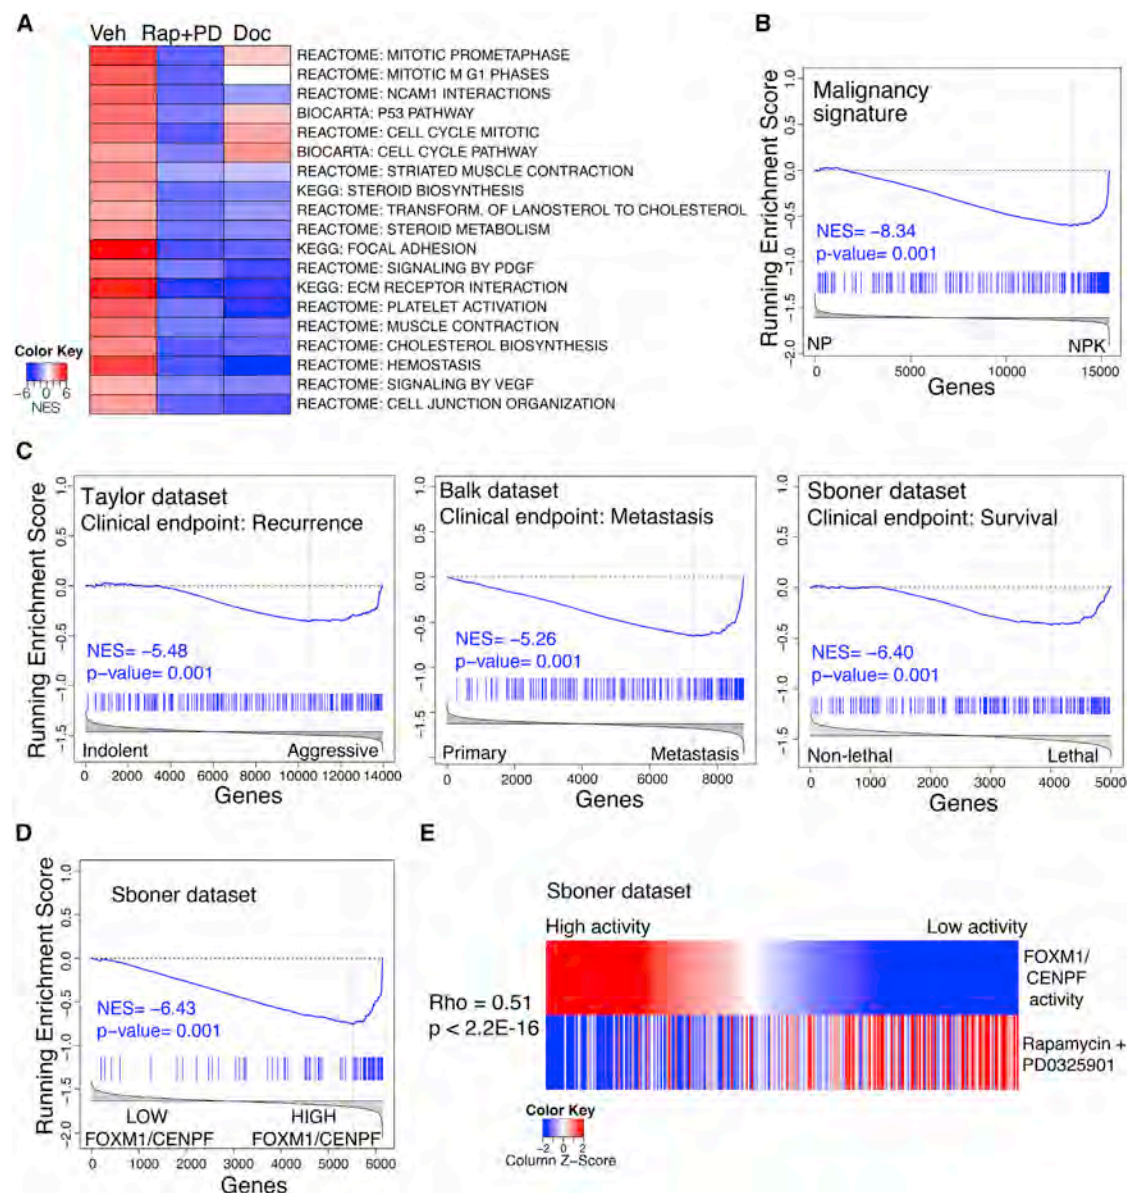 A
Veh Rap+PD Doc
REACTOME: MITOTIC PROMETAPHASE
REACTOME: MITOTIC M G1 PHASES
REACTOME: NCAM1 INTERACTIONS
BIOCARTA: P53 PATHWAY
REACTOME: CELL CYCLE MITOTIC
BIOCARTA: CELL CYCLE PATHWAY
REACTOME: STRIATED MUSCLE CONTRACTION
KEGG: STEROID BIOSYNTHESIS
REACTOME: TRANSFORM. OF LANOSTEROL TO CHOLESTEROL
REACTOME: STEROID METABOLISM
KEGG: FOCAL ADHESION
REACTOME: SIGNALING BY PDGF
KEGG: ECM RECEPTOR INTERACTION
REACTOME: PLATELET ACTIVATION
REACTOME: MUSCLE CONTRACTION
REACTOME: CHOLESTEROL BIOSYNTHESIS
REACTOME: HEMOSTASIS
REACTOME: SIGNALING BY VEGF
REACTOME: CELL JUNCTION ORGANIZATION
Color Key
-6 0 6
NES
B
Running Enrichment Score
1.0
0.5
0.0
-0.5
-1.0
-1.5
-2.0
Malignancy
signature
NES= -8.34
p-value= 0.001
NP NPK
0 5000 10000 15000
Genes
C
Running Enrichment Score
1.0
0.5
0.0
-0.5
-1.0
-1.5
Taylor dataset
Clinical endpoint: Recurrence
NES= -5.48
p-value= 0.001
Indolent Aggressive
0 2000 4000 6000 8000 10000 14000
Genes
1.0
0.5
0.0
-0.5
-1.0
-1.5
Balk dataset
Clinical endpoint: Metastasis
NES= -5.26
p-value= 0.001
Primary Metastasis
0 2000 4000 6000 8000
Genes
1.0
0.5
0.0
-0.5
-1.0
-1.5
Sboner dataset
Clinical endpoint: Survival
NES= -6.40
p-value= 0.001
Non-lethal Lethal
0 1000 2000 3000 4000 5000
Genes
D
Running Enrichment Score
1.0
0.5
0.0
-0.5
-1.0
-1.5
-2.0
Sboner dataset
NES= -6.43
p-value= 0.001
LOW HIGH
FOXM1/CENPF FOXM1/CENPF
0 1000 2000 3000 4000 5000 6000
Genes
E
Sboner dataset
High activity Low activity
FOXM1/
CENPF
activity
Rho = 0.51
p < 2.2E-16
Rapamycin +
PD0325901
Color Key
-2 0 2
Column Z-Score